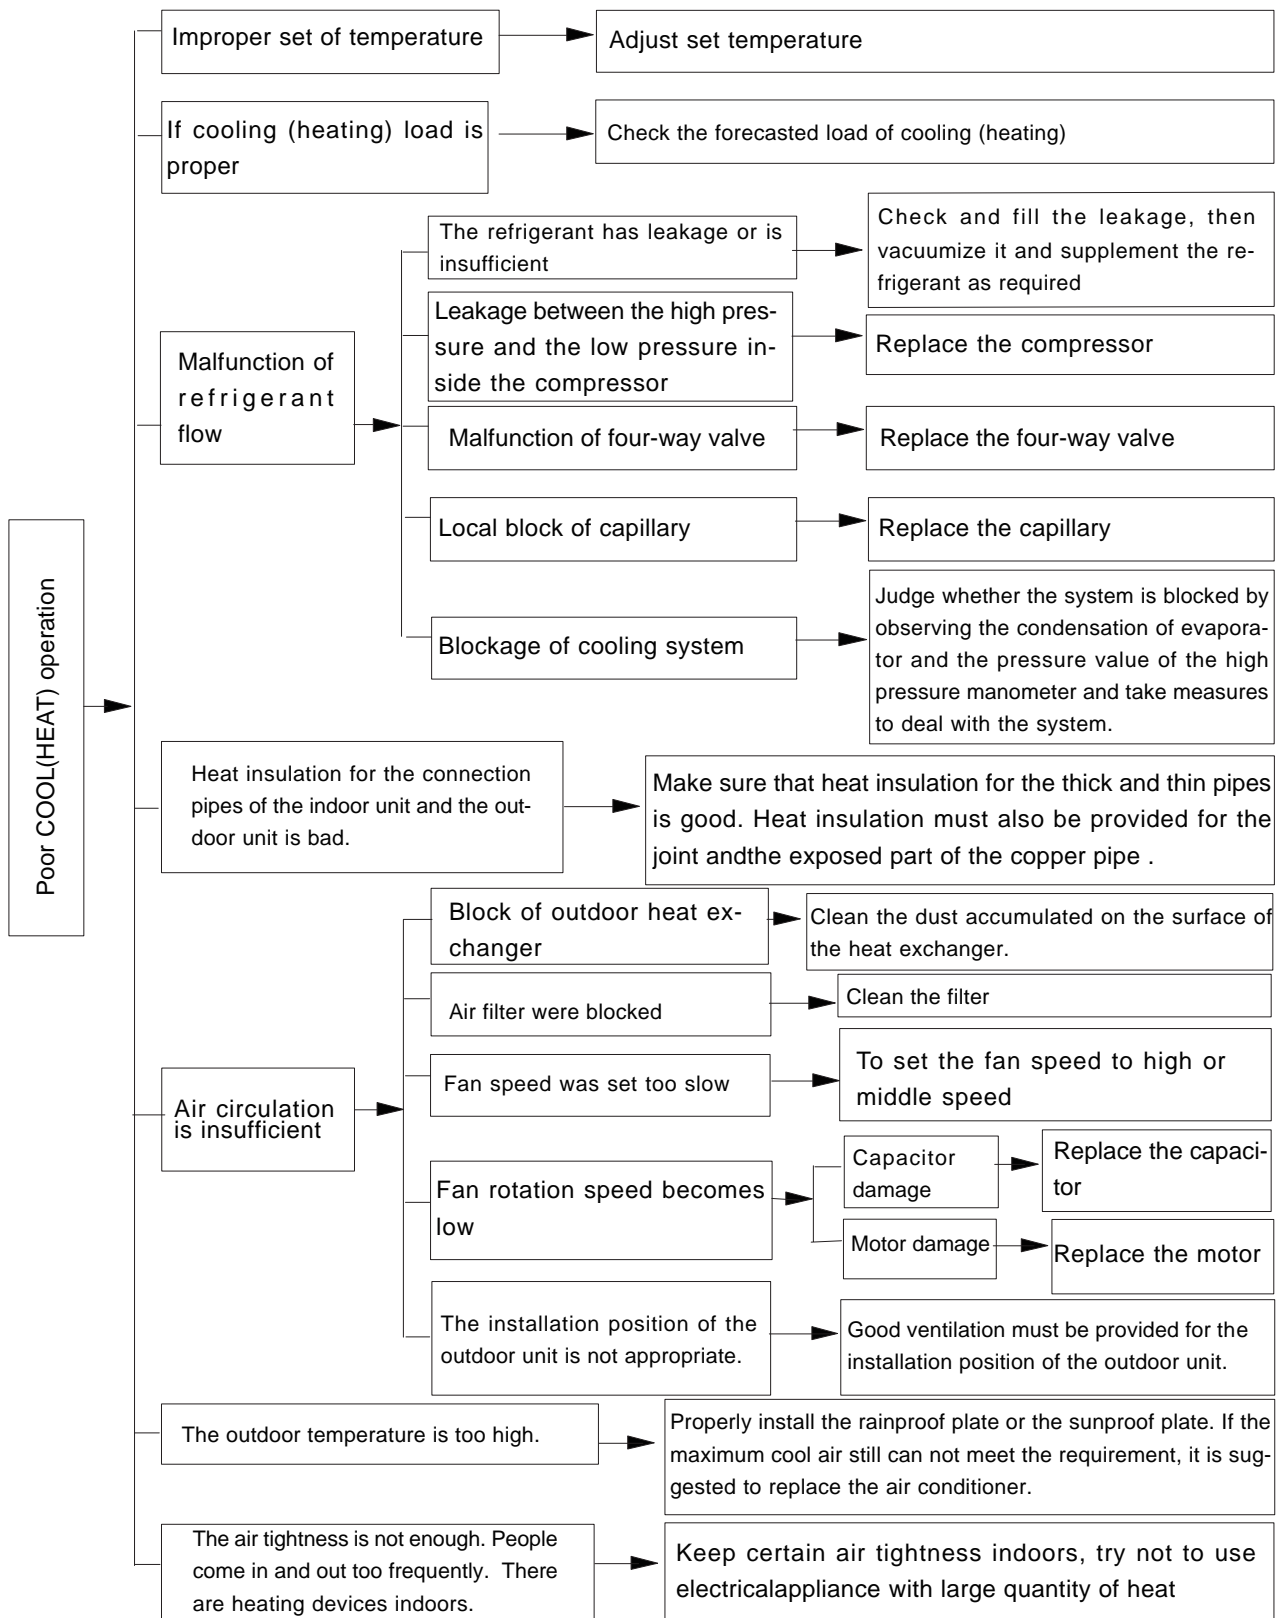 Improper set of temperature
Adjust set temperature
If cooling (heating) load is
proper
Check the forecasted load of cooling (heating)
The refrigerant has leakage or is
insufficient
Check and fill the leakage, then
vacuumize it and supplement the re-
frigerant as required
Leakage between the high pres-
sure and the low pressure in-
side the compressor
Replace the compressor
Malfunction of
refrigerant
flow
Malfunction of four-way valve
Replace the four-way valve
Local block of capillary
Replace the capillary
Blockage of cooling system
Judge whether the system is blocked by
observing the condensation of evapora-
tor and the pressure value of the high
pressure manometer and take measures
to deal with the system.
Poor COOL(HEAT) operation
Heat insulation for the connection
pipes of the indoor unit and the out-
door unit is bad.
Make sure that heat insulation for the thick and thin pipes
is good. Heat insulation must also be provided for the
joint andthe exposed part of the copper pipe .
Block of outdoor heat ex-
changer
Clean the dust accumulated on the surface of
the heat exchanger.
Air filter were blocked
Clean the filter
Fan speed was set too slow
To set the fan speed to high or
middle speed
Air circulation
is insufficient
Fan rotation speed becomes
low
Capacitor
damage
Replace the capaci-
tor
Motor damage
Replace the motor
The installation position of the
outdoor unit is not appropriate.
Good ventilation must be provided for the
installation position of the outdoor unit.
The outdoor temperature is too high.
Properly install the rainproof plate or the sunproof plate. If the
maximum cool air still can not meet the requirement, it is sug-
gested to replace the air conditioner.
The air tightness is not enough. People
come in and out too frequently. There
are heating devices indoors.
Keep certain air tightness indoors, try not to use
electricalappliance with large quantity of heat